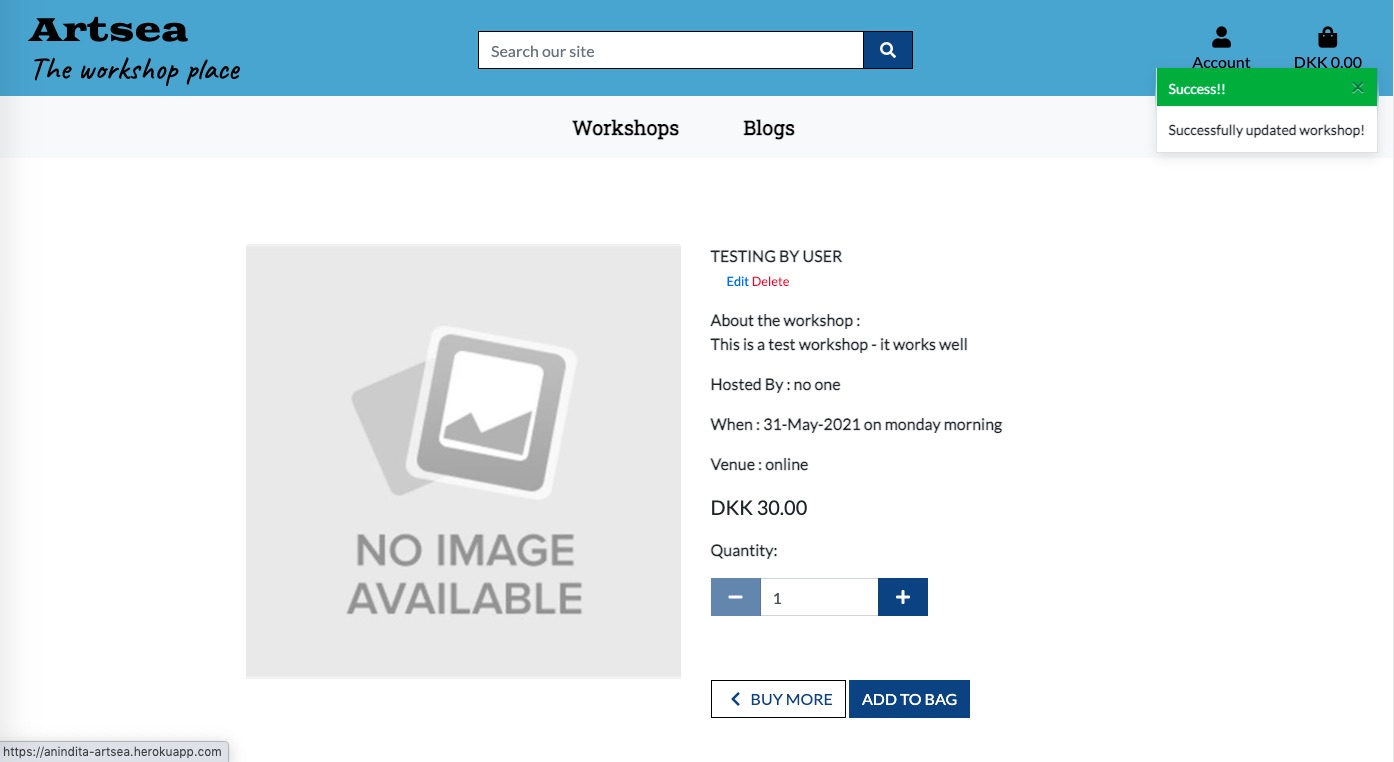 Artsea
The workshop place
Search our site
Account
DKK 0.00
Success!!
×
Successfully updated workshop!
Workshops
Blogs
NO IMAGE
AVAILABLE
TESTING BY USER
Edit Delete
About the workshop :
This is a test workshop - it works well
Hosted By : no one
When : 31-May-2021 on monday morning
Venue : online
DKK 30.00
Quantity:
1
BUY MORE
ADD TO BAG
https://anindita-artsea.herokuapp.com